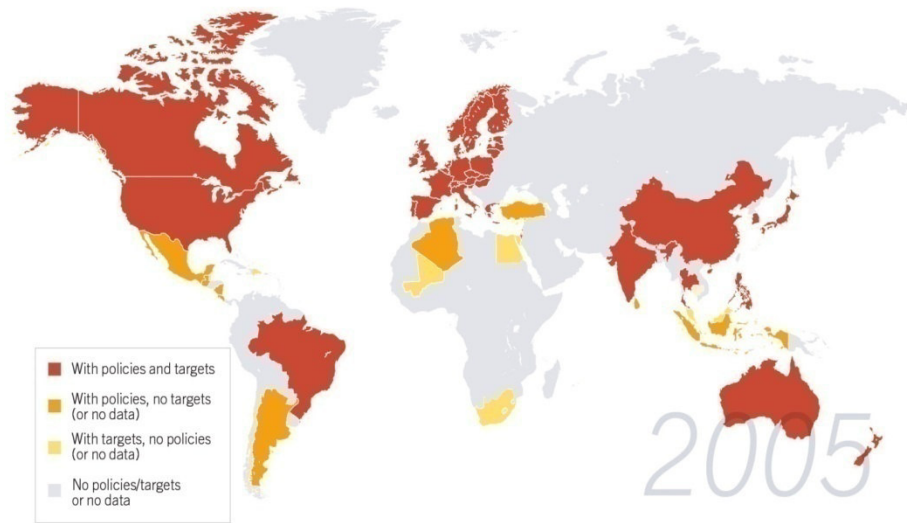 With policies and targets
With policies, no targets
(or no data)
With targets, no policies
(or no data)
No policies/targets
or no data
2005